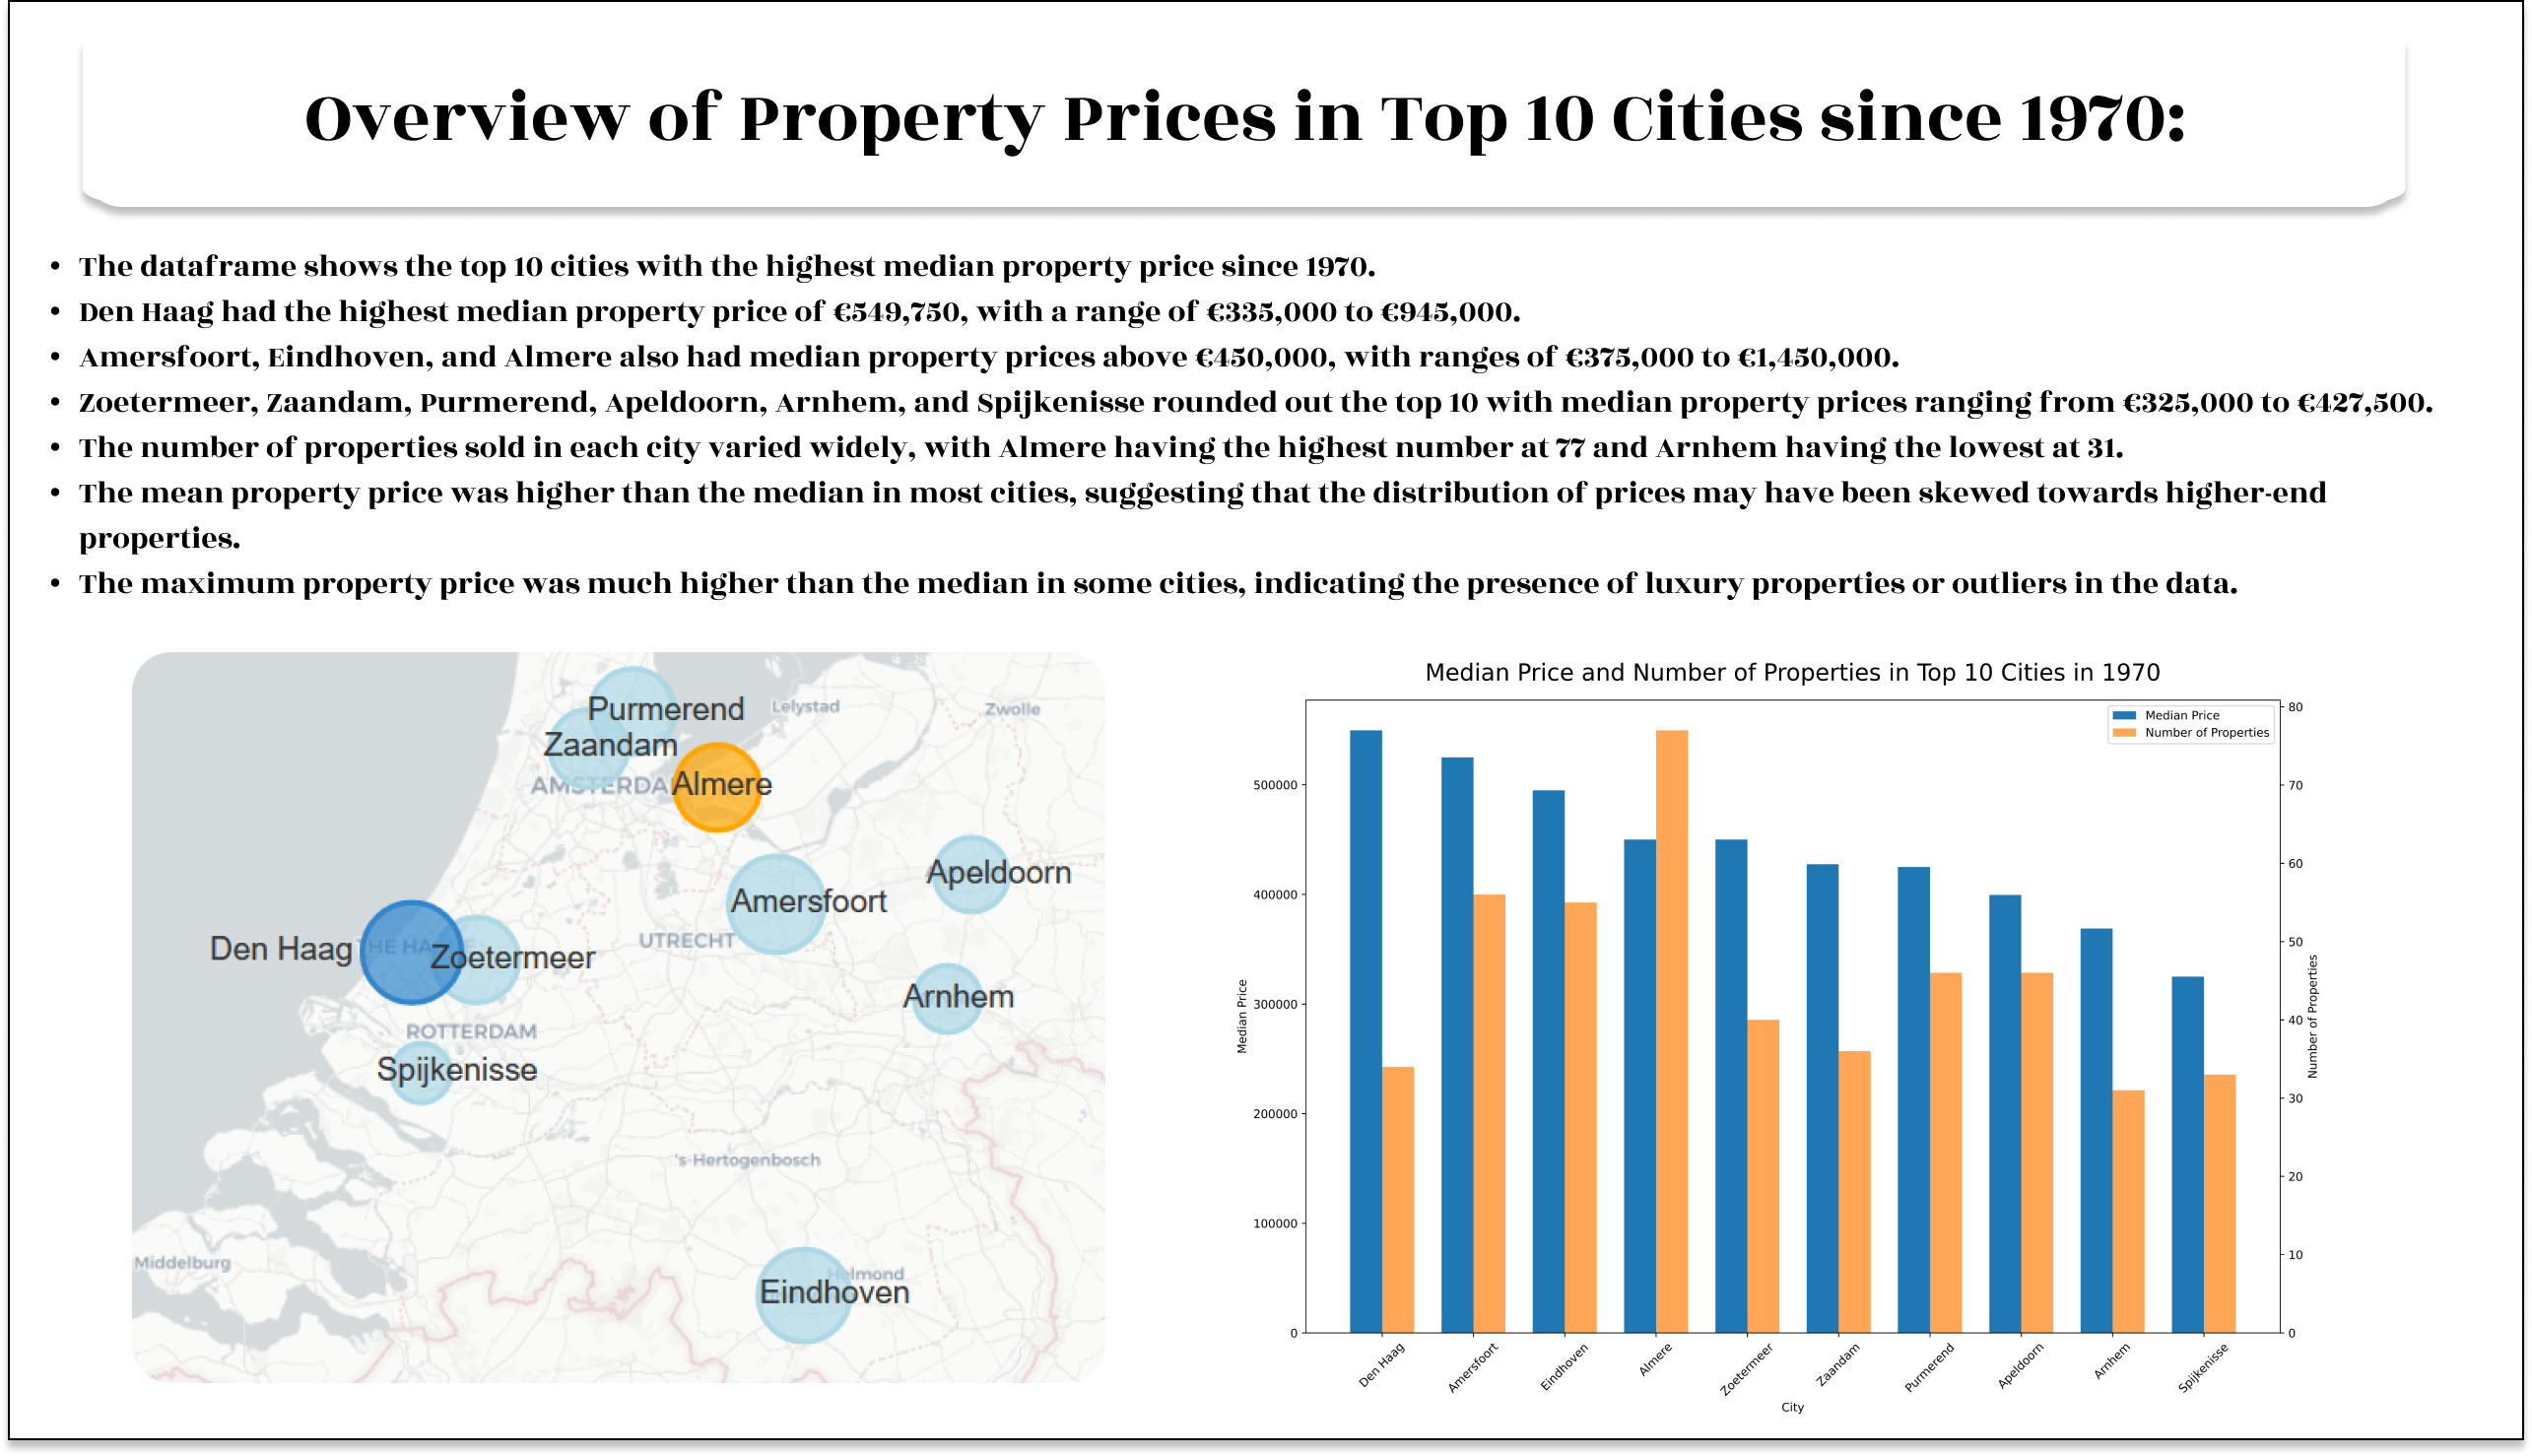 Overview of Property Prices in Top 10 Cities since 1970:
• The dataframe shows the top 10 cities with the highest median property price since 1970.
• Den Haag had the highest median property price of €549,750, with a range of €335,000 to €945,000.
• Amersfoort, Eindhoven, and Almere also had median property prices above €450,000, with ranges of €375,000 to €1,450,000.
• Zoetermeer, Zaandam, Purmerend, Apeldoorn, Arnhem, and Spijkenisse rounded out the top 10 with median property prices ranging from €325,000 to €427,500.
• The number of properties sold in each city varied widely, with Almere having the highest number at 77 and Arnhem having the lowest at 31.
• The mean property price was higher than the median in most cities, suggesting that the distribution of prices may have been skewed towards higher-end
properties.
• The maximum property price was much higher than the median in some cities, indicating the presence of luxury properties or outliers in the data.
Purmerend
Lelystad
Zwolle
Zaandam
AMSTERDA
Almere
Apeldoorn
Amersfoort
UTRECHT
Den Haag
THE HA
Zoetermeer
Arnhem
ROTTERDAM
Spijkenisse
's-Hertogenbosch
Middelburg
Helmond
Eindhoven
Median Price and Number of Properties in Top 10 Cities in 1970
Median Price
Number of Properties
500000
400000
300000
200000
100000
0
Median Price
80
70
60
50
40
30
20
10
0
Number of Properties
Den Haag
Amersfoort
Eindhoven
Almere
Zoetermeer
Zaandam
Purmerend
Apeldoorn
Arnhem
Spijkenisse
City